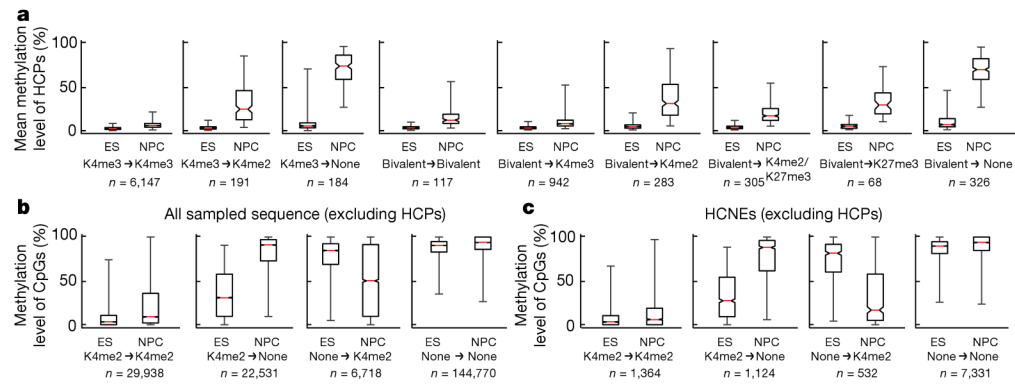 a
Mean methylation
level of HCPs (%)
100
50
0
ES NPC ES NPC ES NPC ES NPC ES NPC ES NPC ES NPC ES NPC ES NPC
K4me3→K4me3 K4me3→K4me2 K4me3→None Bivalent→Bivalent Bivalent→K4me3 Bivalent→K4me2 Bivalent→K4me2/K27me3 Bivalent→K27me3 Bivalent→None
n = 6,147 n = 191 n = 184 n = 117 n = 942 n = 283 n = 305 n = 68 n = 326
b
All sampled sequence (excluding HCPs)
Methylation
level of CpGs (%)
100
50
0
ES NPC ES NPC ES NPC ES NPC
K4me2→K4me2 K4me2→None None→K4me2 None→None
n = 29,938 n = 22,531 n = 6,718 n = 144,770
c
HCNEs (excluding HCPs)
Methylation
level of CpGs (%)
100
50
0
ES NPC ES NPC ES NPC ES NPC
K4me2→K4me2 K4me2→None None→K4me2 None→None
n = 1,364 n = 1,124 n = 532 n = 7,331